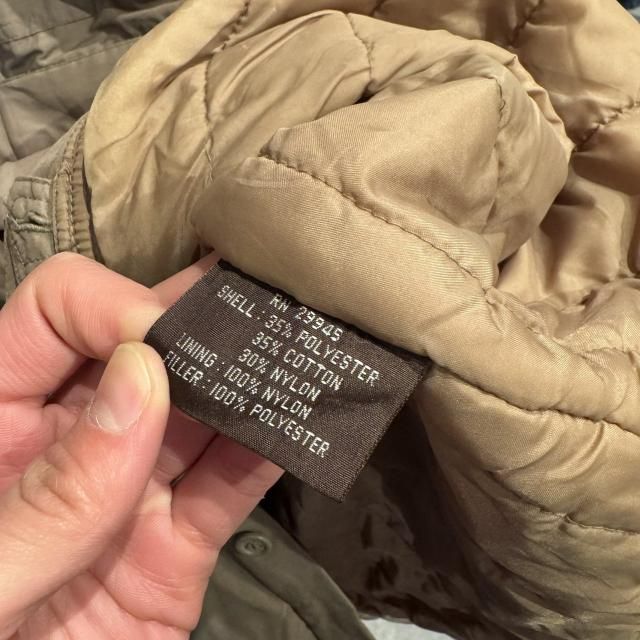 RN 29945
SHELL : 35% POLYESTER
35% COTTON
30% NYLON
LINING : 100% NYLON
FILLER : 100% POLYESTER